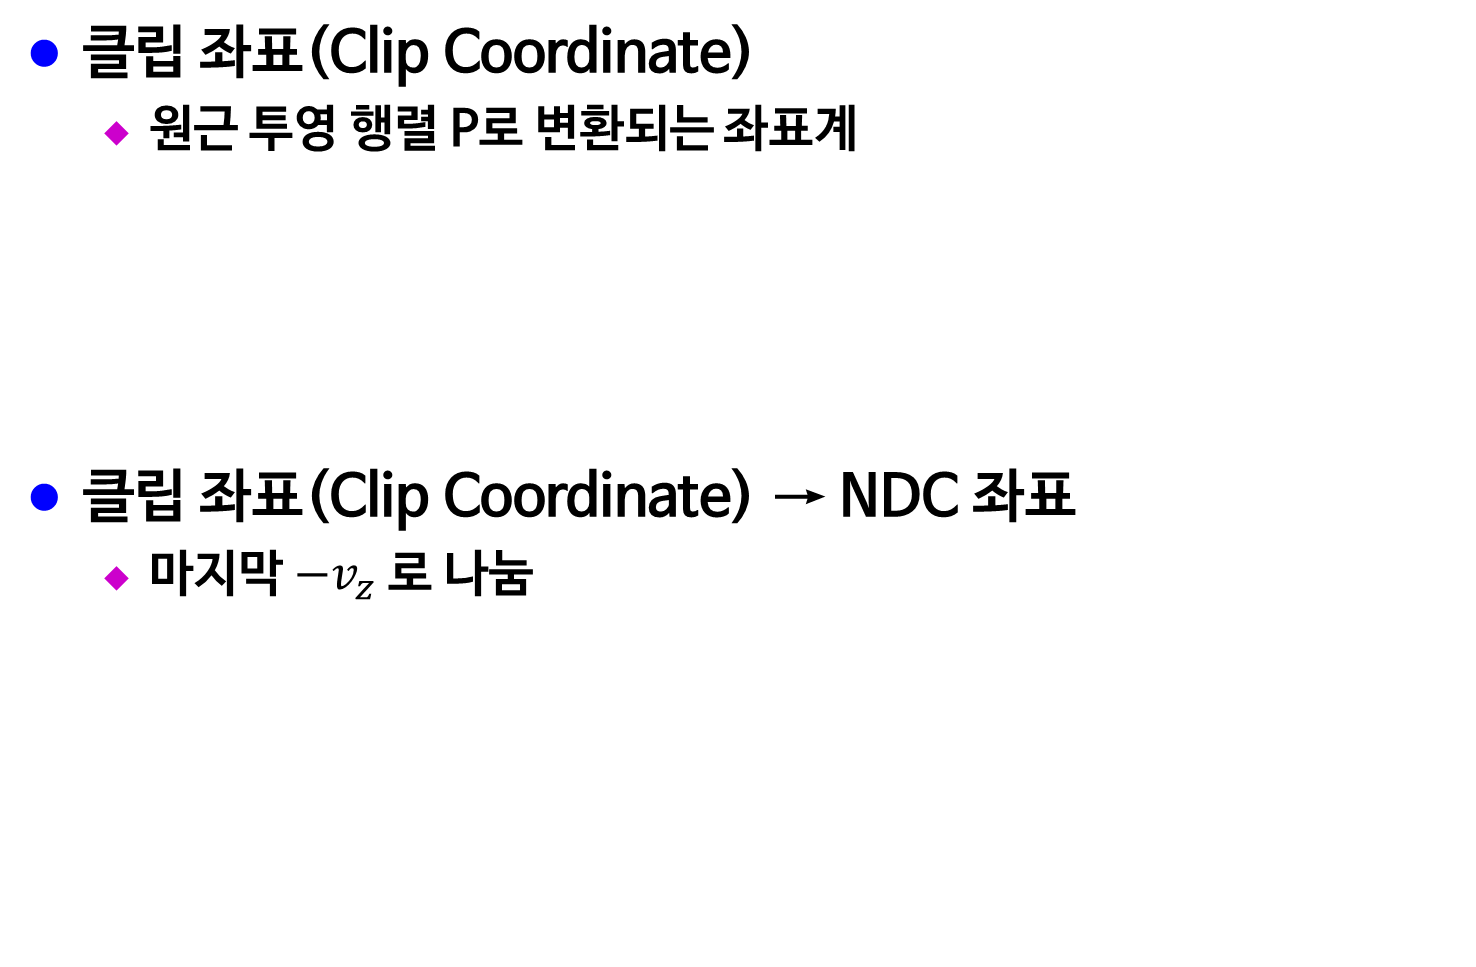 ● 클립 좌표(Clip Coordinate)
◆ 원근 투영 행렬 P로 변환되는 좌표계
● 클립 좌표(Clip Coordinate) → NDC 좌표
◆ 마지막 −v_z 로 나눔